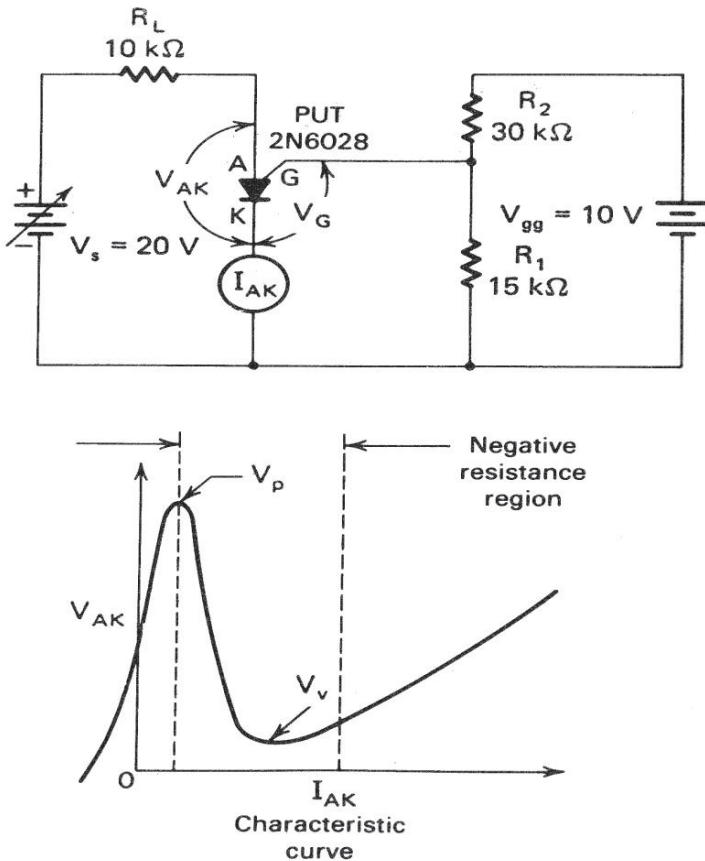 R_L
10 kΩ
PUT
2N6028
R_2
30 kΩ
A
G
V_AK
K
V_G
+
−
V_s = 20 V
V_gg = 10 V
I_AK
R_1
15 kΩ
V_p
Negative
resistance
region
V_AK
V_v
O
I_AK
Characteristic
curve